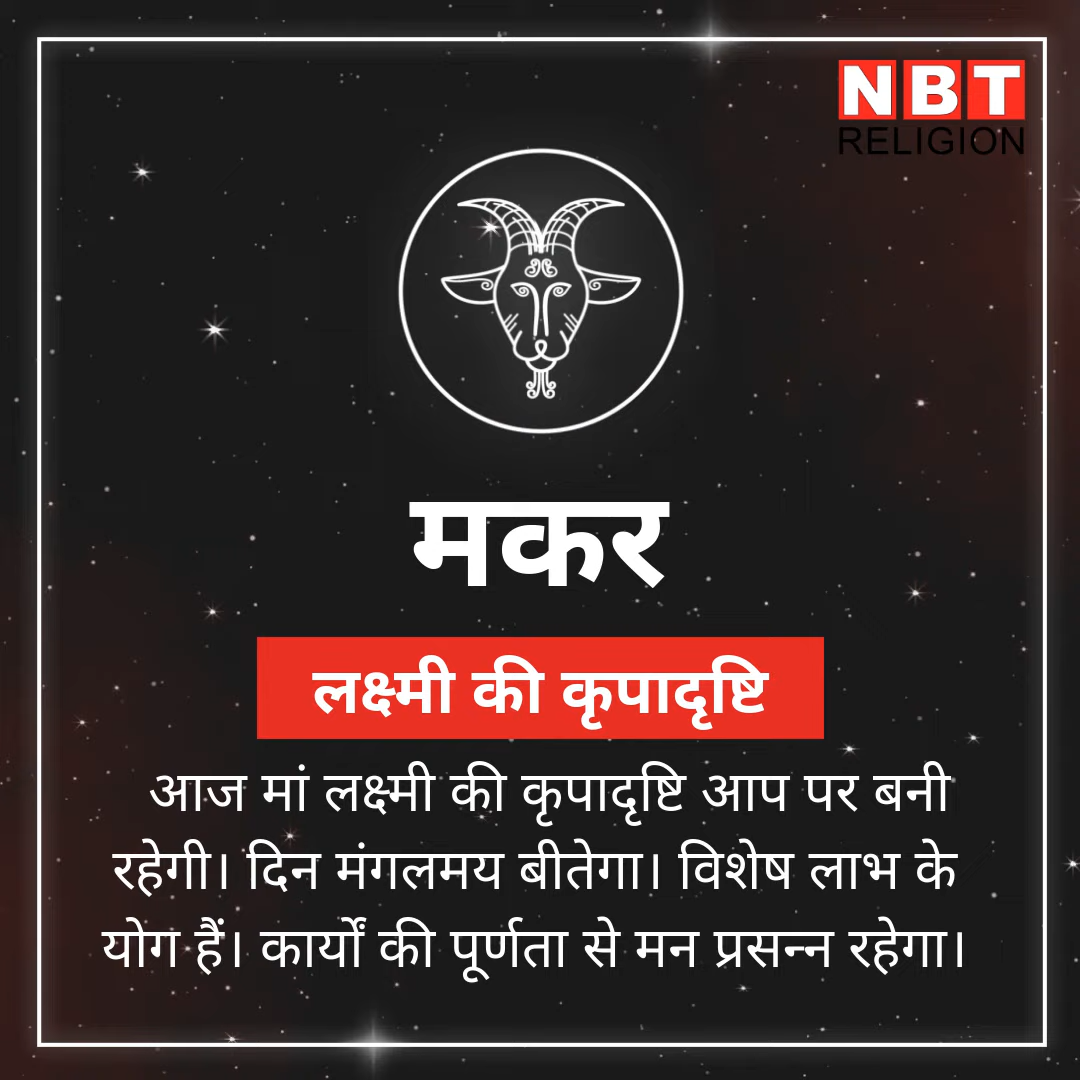 NBT
RELIGION
मकर
लक्ष्मी की कृपादृष्टि
आज मां लक्ष्मी की कृपादृष्टि आप पर बनी
रहेगी। दिन मंगलमय बीतेगा। विशेष लाभ के
योग हैं। कार्यों की पूर्णता से मन प्रसन्न रहेगा।